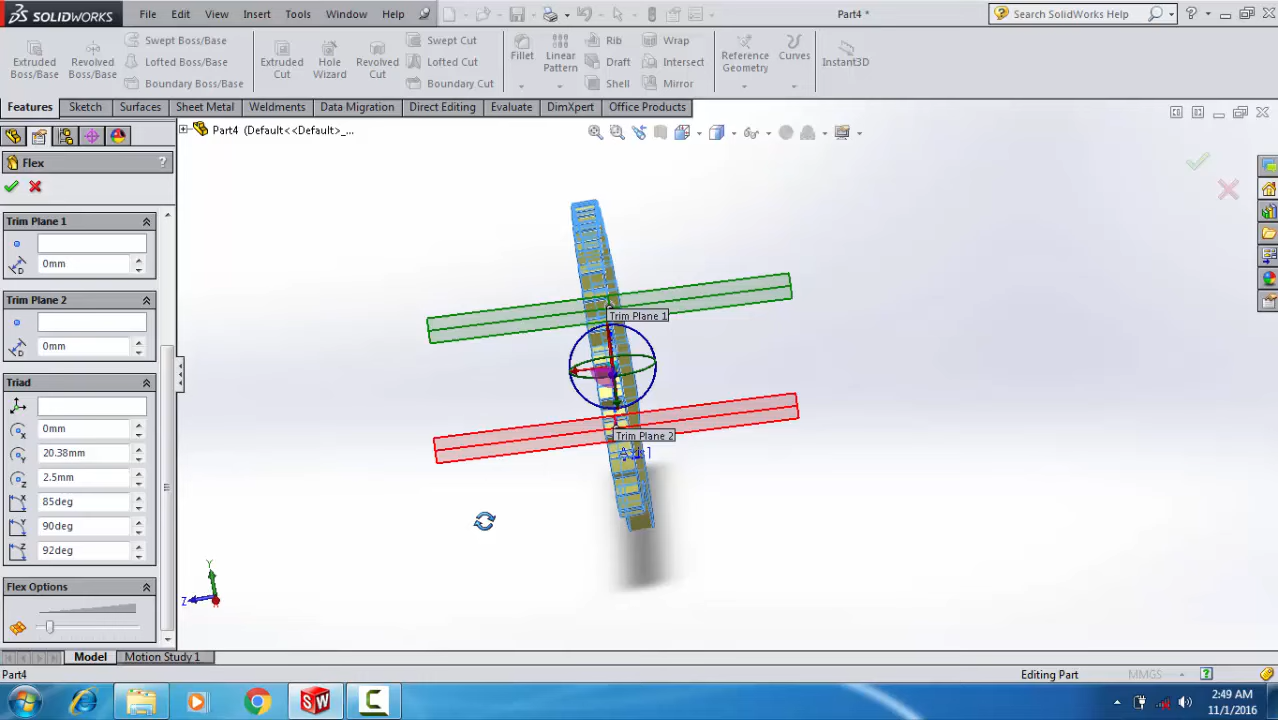 SOLIDWORKS File Edit View Insert Tools Window Help Part4 * Search SolidWorks Help
Extruded Boss/Base
Revolved Boss/Base
Swept Boss/Base
Lofted Boss/Base
Boundary Boss/Base
Extruded Cut
Hole Wizard
Revolved Cut
Swept Cut
Lofted Cut
Boundary Cut
Fillet
Linear Pattern
Rib
Draft
Shell
Wrap
Intersect
Mirror
Reference Geometry
Curves
Instant3D
Features Sketch Surfaces Sheet Metal Weldments Data Migration Direct Editing Evaluate DimXpert Office Products
Part4 (Default<<Default>_...
Flex ?
Trim Plane 1
0mm
Trim Plane 2
0mm
Triad
0mm
20.38mm
2.5mm
85deg
90deg
92deg
Flex Options
Trim Plane 1
Trim Plane 2
Axis1
Y
Z
Model Motion Study 1
Part4 Editing Part MMGS
2:49 AM
11/1/2016